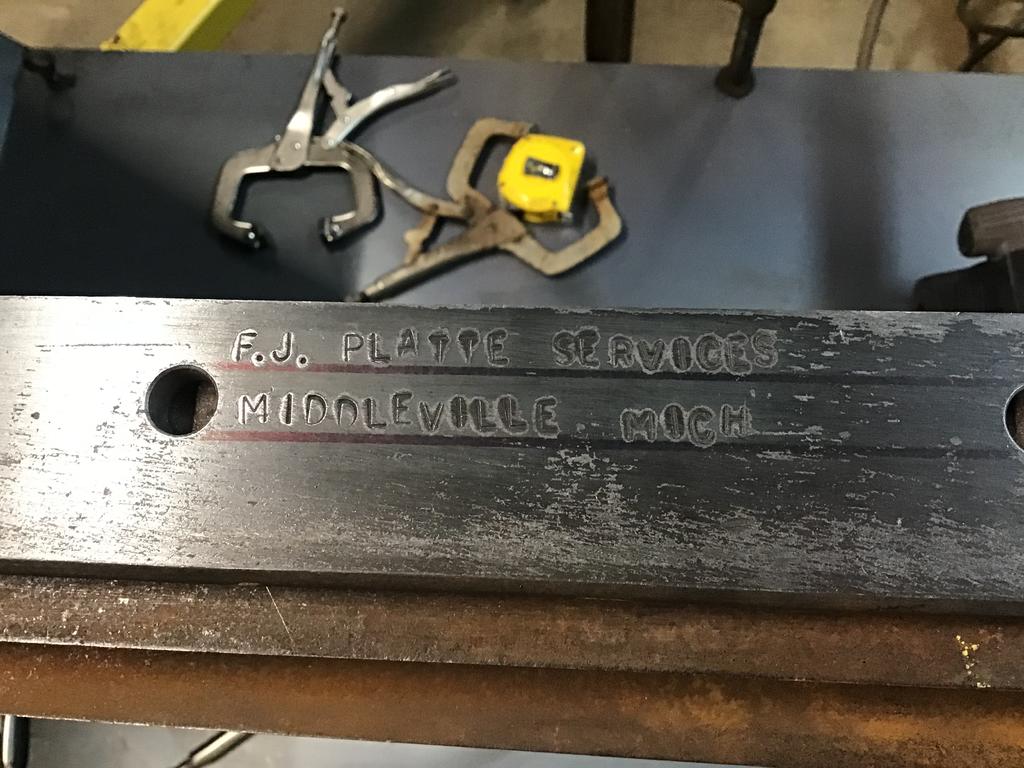 F.J. PLATTE SERVICES
MIDDLEVILLE MICH